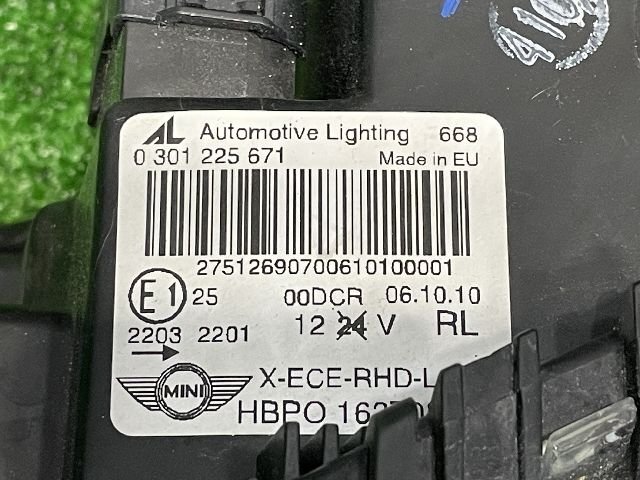 AL Automotive Lighting 668
0 301 225 671 Made in EU
27512690700610100001
E1 25 00DCR 06.10.10
2203 2201 12 24 V RL
MINI X-ECE-RHD-L
HBPO